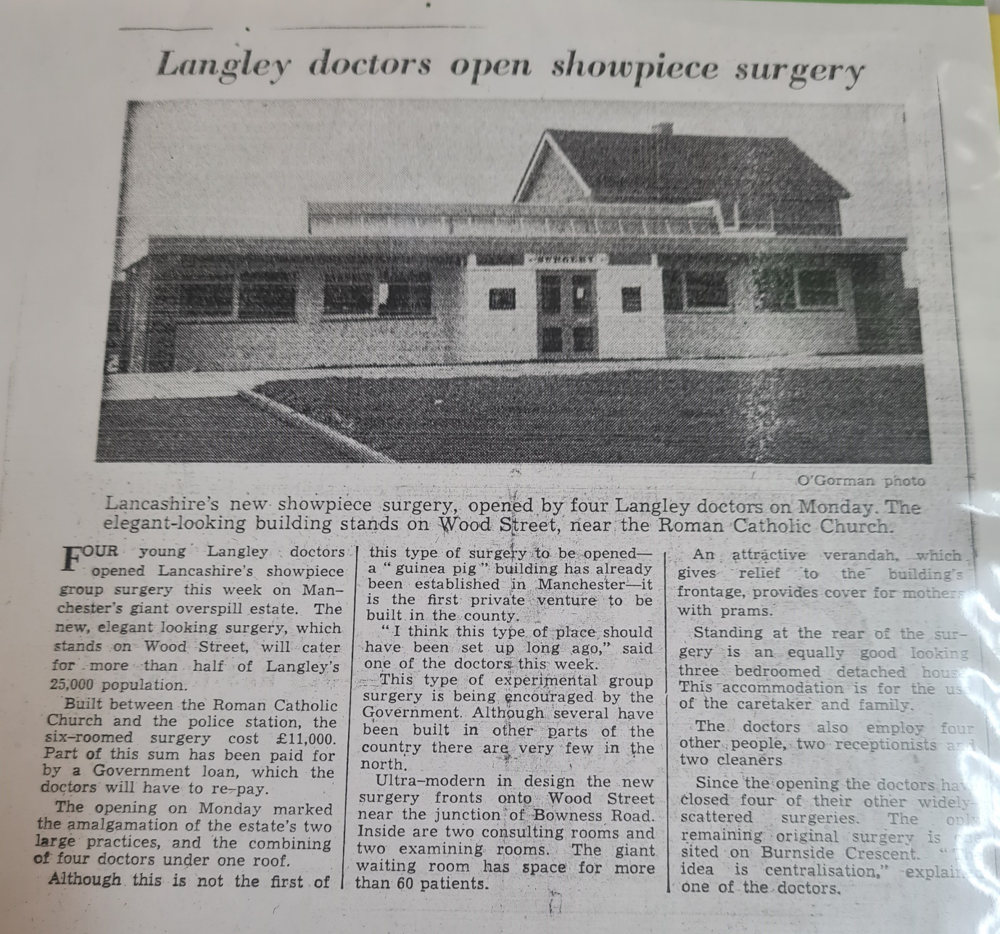 Langley doctors open showpiece surgery
SURGERY
O'Gorman photo
Lancashire's new showpiece surgery, opened by four Langley doctors on Monday. The
elegant-looking building stands on Wood Street, near the Roman Catholic Church.
FOUR young Langley doctors
opened Lancashire's showpiece
group surgery this week on Man-
chester's giant overspill estate. The
new, elegant looking surgery, which
stands on Wood Street, will cater
for more than half of Langley's
25,000 population.
Built between the Roman Catholic
Church and the police station, the
six-roomed surgery cost £11,000.
Part of this sum has been paid for
by a Government loan, which the
doctors will have to re-pay.
The opening on Monday marked
the amalgamation of the estate's two
large practices, and the combining
of four doctors under one roof.
Although this is not the first of
this type of surgery to be opened—
a " guinea pig " building has already
been established in Manchester—it
is the first private venture to be
built in the county.
" I think this type of place should
have been set up long ago," said
one of the doctors this week.
This type of experimental group
surgery is being encouraged by the
Government. Although several have
been built in other parts of the
country there are very few in the
north.
Ultra-modern in design the new
surgery fronts onto Wood Street
near the junction of Bowness Road.
Inside are two consulting rooms and
two examining rooms. The giant
waiting room has space for more
than 60 patients.
An attractive verandah, which
gives relief to the building's
frontage, provides cover for mothers
with prams.
Standing at the rear of the sur-
gery is an equally good looking
three bedroomed detached
This accommodation is for the
of the caretaker and family.
The doctors also employ four
other people, two receptionists and
two cleaners
Since the opening the doctors
closed four of their other widely-
scattered surgeries. The only
remaining original surgery is
sited on Burnside Crescent. "
idea is centralisation,"
one of the doctors.